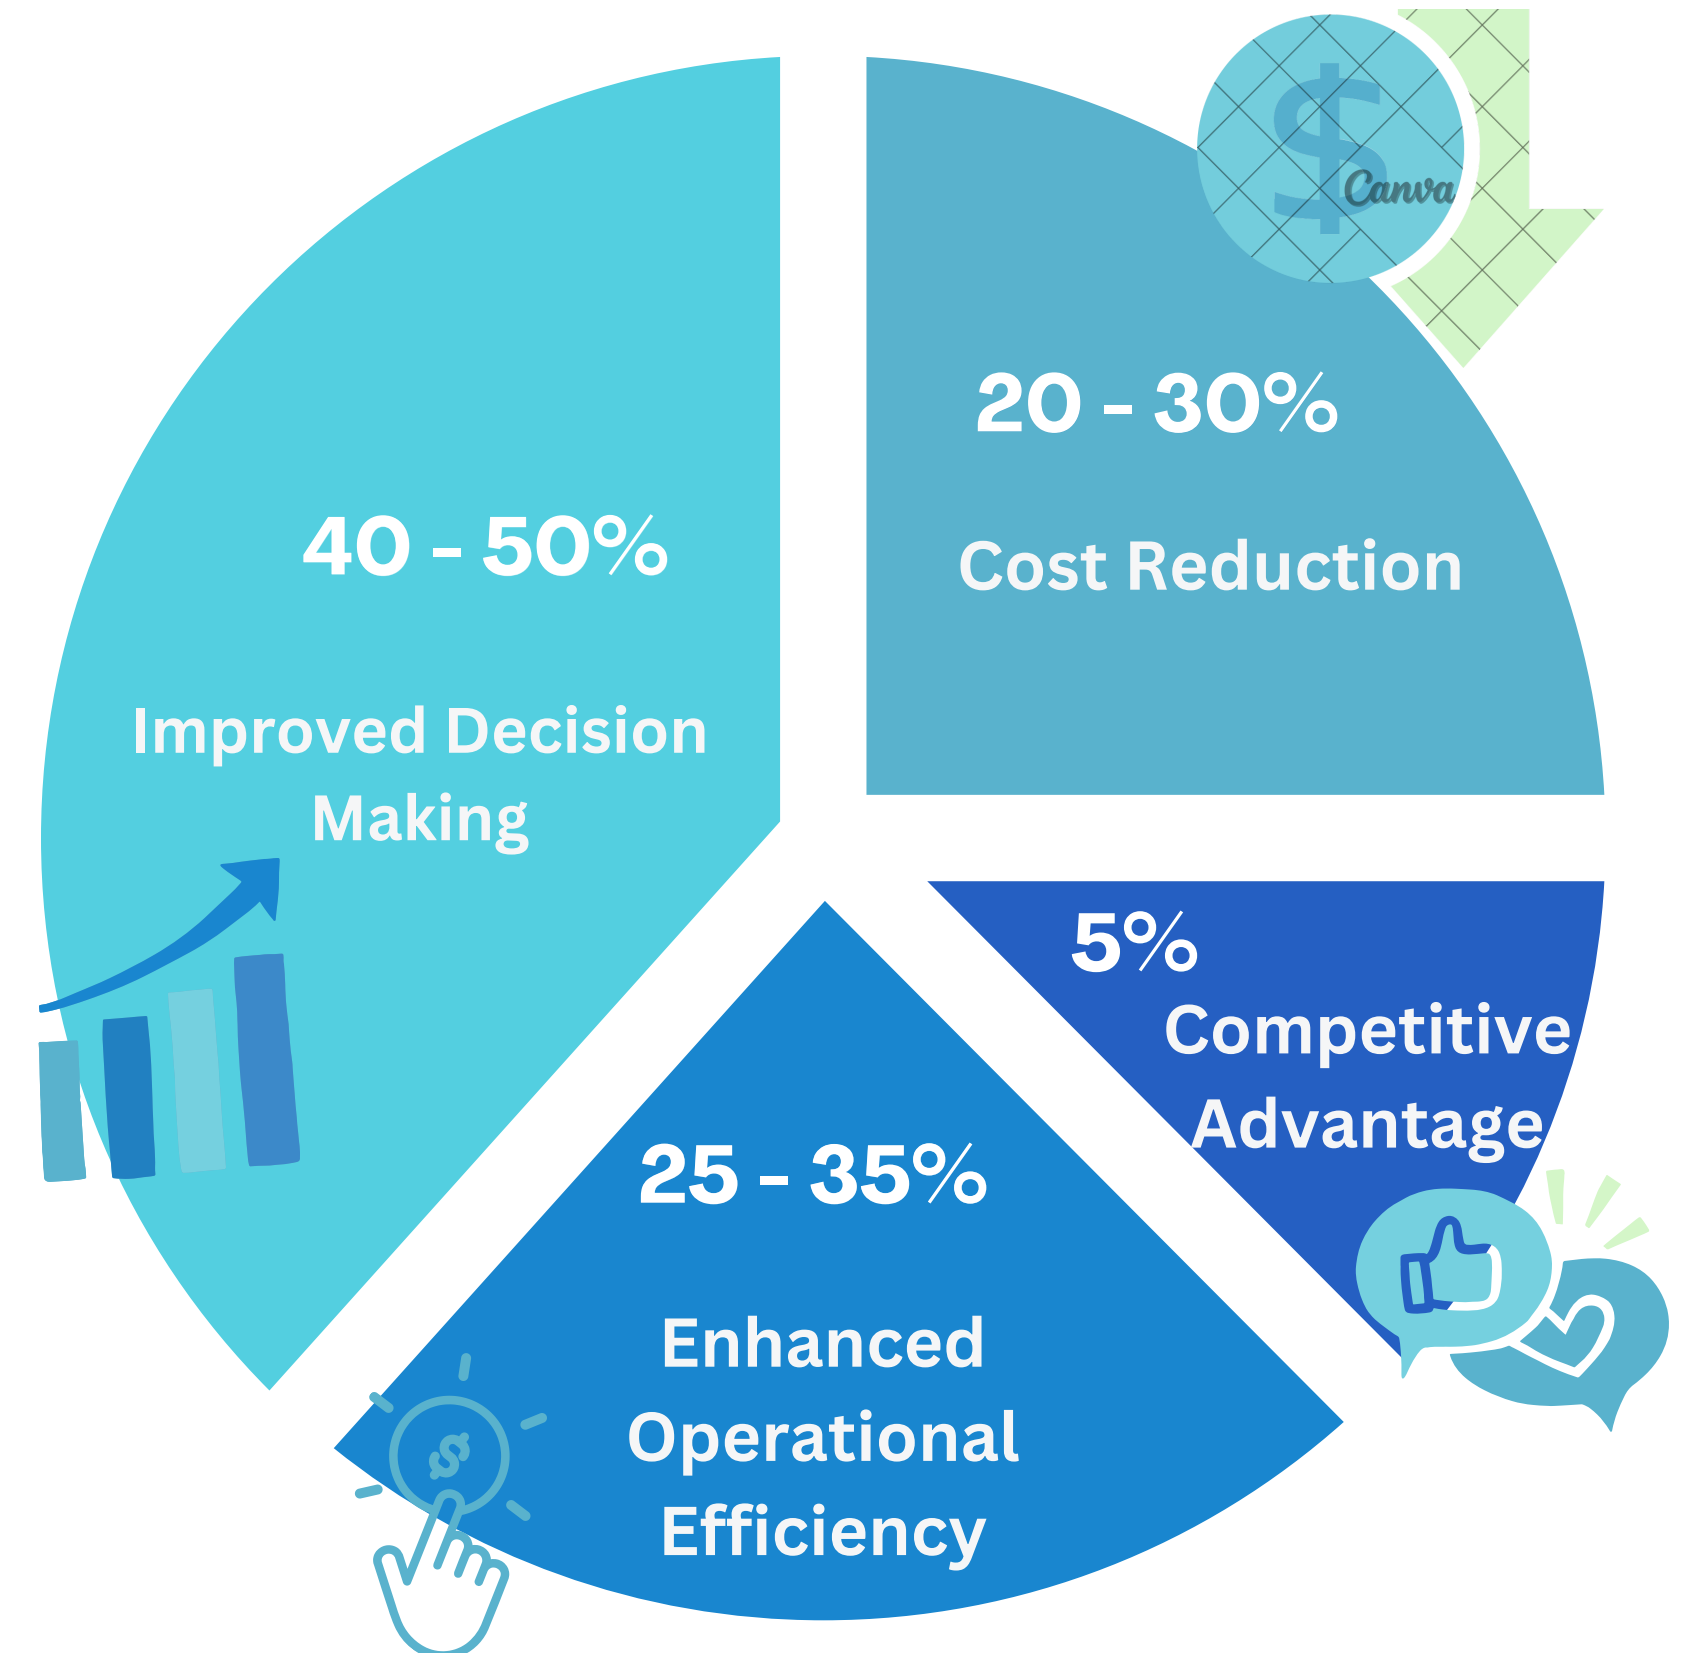 Canva
20 - 30%
Cost Reduction
40 - 50%
Improved Decision
Making
5%
Competitive
Advantage
25 - 35%
Enhanced
Operational
Efficiency